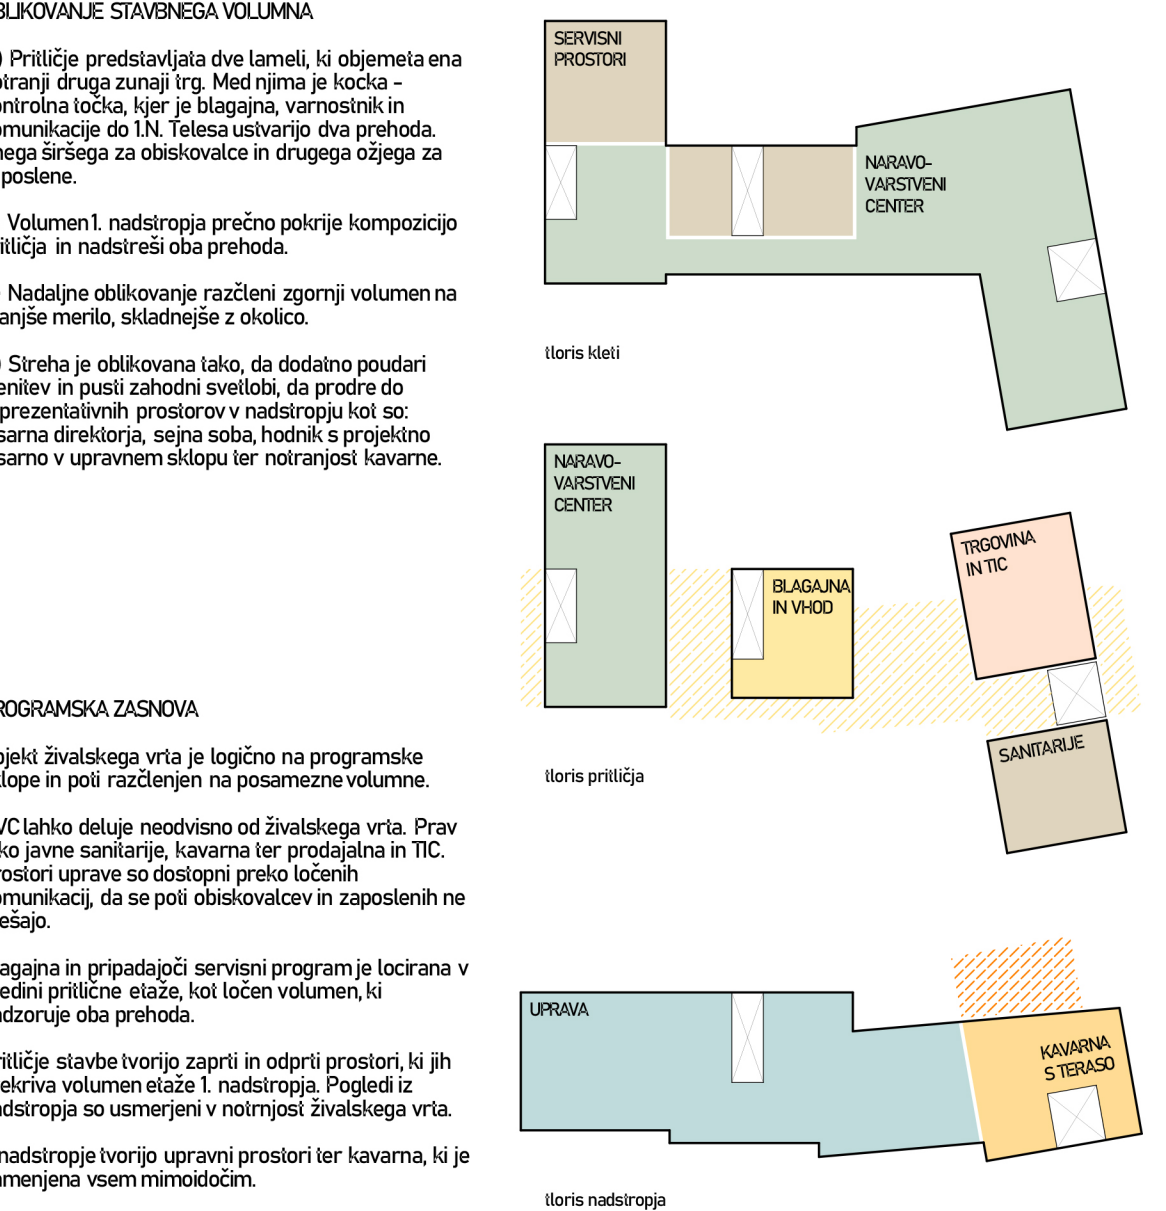 BLIKOVANJE STAVBNEGA VOLUMNA
) Pritličje predstavljata dve lameli, ki objemeta ena
otranji druga zunaji trg. Med njima je kocka -
ontrolna točka, kjer je blagajna, varnostnik in
omunikacije do 1.N. Telesa ustvarijo dva prehoda.
nega širšega za obiskovalce in drugega ožjega za
poslene.
Volumen 1. nadstropja prečno pokrije kompozicijo
itličja in nadstreši oba prehoda.
Nadaljne oblikovanje razčleni zgornji volumen na
anjše merilo, skladnejše z okolico.
) Streha je oblikovana tako, da dodatno poudari
enitev in pusti zahodni svetlobi, da prodre do
prezentativnih prostorov v nadstropju kot so:
sarna direktorja, sejna soba, hodnik s projektno
sarno v upravnem sklopu ter notranjost kavarne.
ROGRAMSKA ZASNOVA
bjekt živalskega vrta je logično na programske
klope in poti razčlenjen na posamezne volumne.
VC lahko deluje neodvisno od živalskega vrta. Prav
ko javne sanitarije, kavarna ter prodajalna in TIC.
rostori uprave so dostopni preko ločenih
omunikacij, da se poti obiskovalcev in zaposlenih ne
ešajo.
agajna in pripadajoči servisni program je locirana v
edini pritlične etaže, kot ločen volumen, ki
adzoruje oba prehoda.
ritličje stavbe tvorijo zaprti in odprti prostori, ki jih
ekriva volumen etaže 1. nadstropja. Pogledi iz
adstropja so usmerjeni v notrnjost živalskega vrta.
nadstropje tvorijo upravni prostori ter kavarna, ki je
amenjena vsem mimoidočim.
SERVISNI
PROSTORI
NARAVO-
VARSTVENI
CENTER
tloris kleti
NARAVO-
VARSTVENI
CENTER
BLAGAJNA
IN VHOD
TRGOVINA
IN TIC
SANITARIJE
tloris pritličja
UPRAVA
KAVARNA
S TERASO
tloris nadstropja